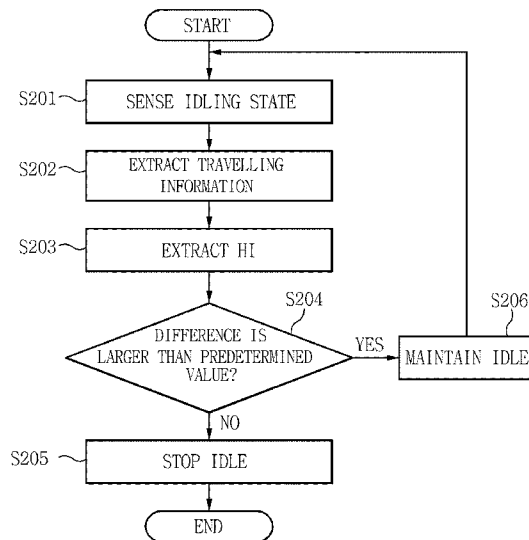 START
S201
SENSE IDLING STATE
S202
EXTRACT TRAVELLING
INFORMATION
S203
EXTRACT HI
S204
DIFFERENCE IS
LARGER THAN PREDETERMINED
VALUE?
YES
S206
MAINTAIN IDLE
NO
S205
STOP IDLE
END